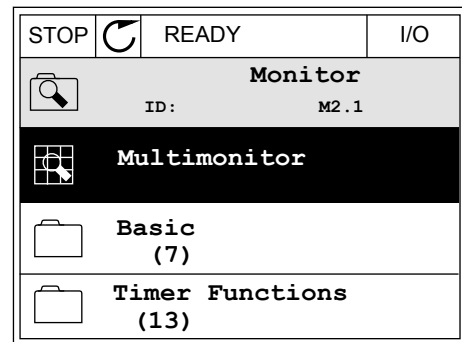 STOP READY I/O
Monitor
ID: M2.1
Multimonitor
Basic
(7)
Timer Functions
(13)